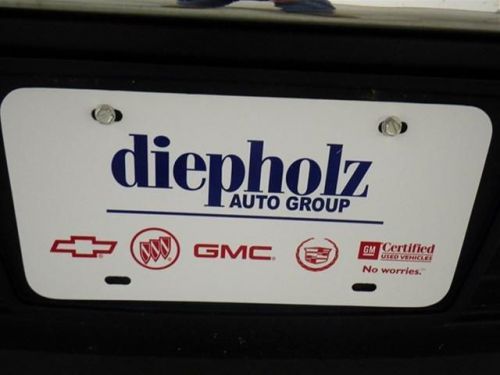 diepholz
AUTO GROUP
GMC
GM Certified
USED VEHICLES
No worries.